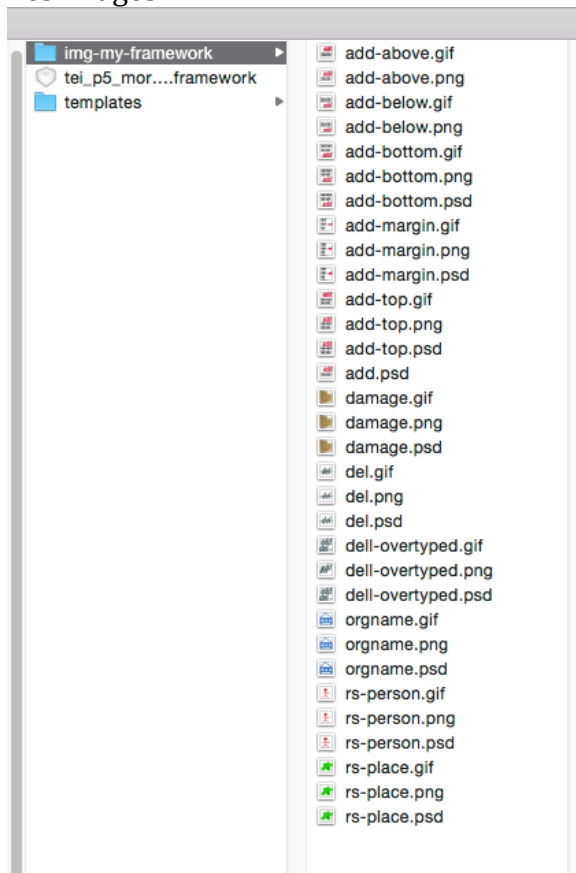 img-my-framework
tei_p5_mor....framework
templates
add-above.gif
add-above.png
add-below.gif
add-below.png
add-bottom.gif
add-bottom.png
add-bottom.psd
add-margin.gif
add-margin.png
add-margin.psd
add-top.gif
add-top.png
add-top.psd
add.psd
damage.gif
damage.png
damage.psd
del.gif
del.png
del.psd
dell-overtyped.gif
dell-overtyped.png
dell-overtyped.psd
orgname.gif
orgname.png
orgname.psd
rs-person.gif
rs-person.png
rs-person.psd
rs-place.gif
rs-place.png
rs-place.psd